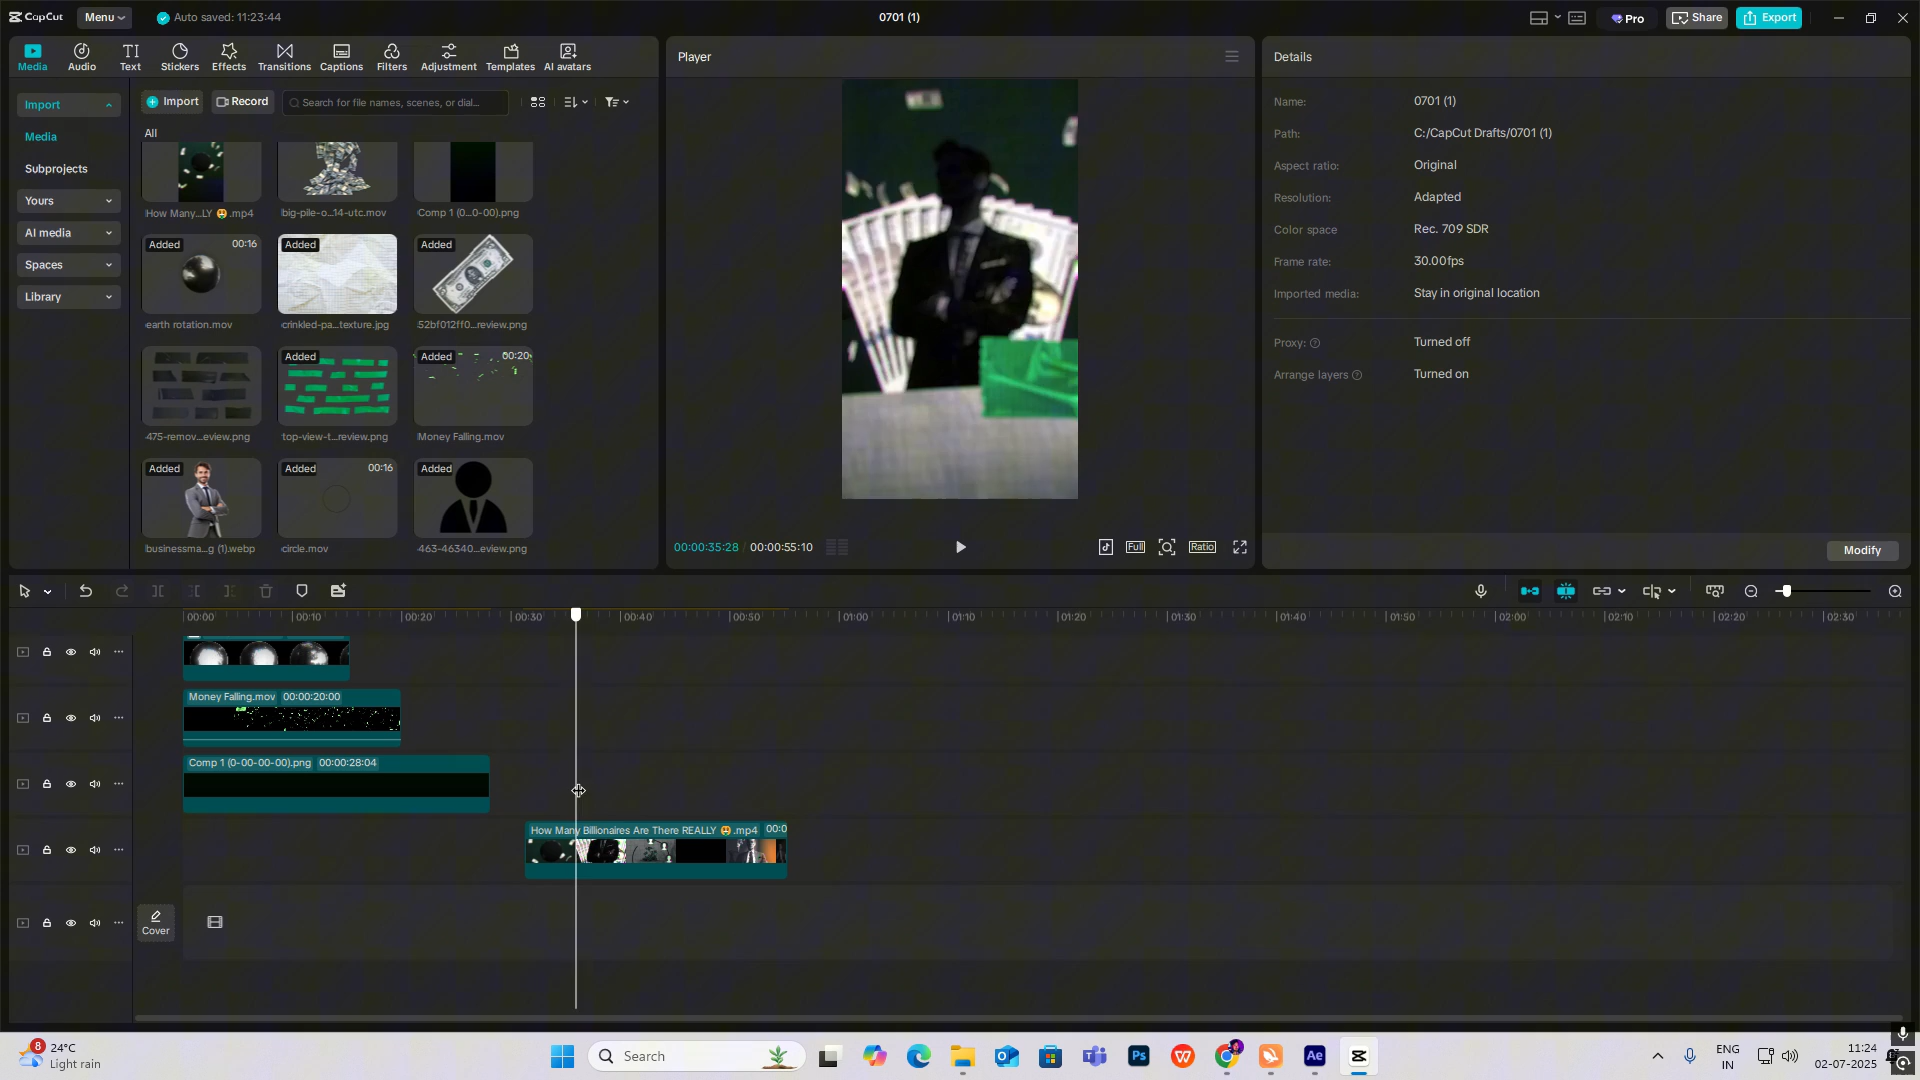 CapCut
Menu
Auto saved: 11:23:44
0701 (1)
Pro
Share
Export
Media
Audio
Text
Stickers
Effects
Transitions
Captions
Filters
Adjustment
Templates
AI avatars
Import
Media
Subprojects
Yours
AI media
Spaces
Library
Import
Record
Search for file names, scenes, or dial...
All
How Many...LY 🤑.mp4
big-pile-o...14-utc.mov
Comp 1 (0...0-00).png
Added 00:16
Added
Added
earth rotation.mov
crinkled-pa...texture.jpg
52bf012ff0...review.png
Added
Added 00:20
475-remov...eview.png
top-view-t...review.png
Money Falling.mov
Added
Added 00:16
Added
businessma...g (1).webp
circle.mov
463-46340...eview.png
Player
00:00:35:28 / 00:00:55:10
Full
Ratio
Details
Name: 0701 (1)
Path: C:/CapCut Drafts/0701 (1)
Aspect ratio: Original
Resolution: Adapted
Color space Rec. 709 SDR
Frame rate: 30.00fps
Imported media: Stay in original location
Proxy: Turned off
Arrange layers Turned on
Modify
00:00 00:10 00:20 00:30 00:40 00:50 01:00 01:10 01:20 01:30 01:40 01:50 02:00 02:10 02:20 02:30
Money Falling.mov 00:00:20:00
Comp 1 (0-00-00-00).png 00:00:28:04
How Many Billionaires Are There REALLY 🤑.mp4 00:0
Cover
8
24°C
Light rain
Search
Ps
Ae
ENG
IN
11:24
02-07-2025